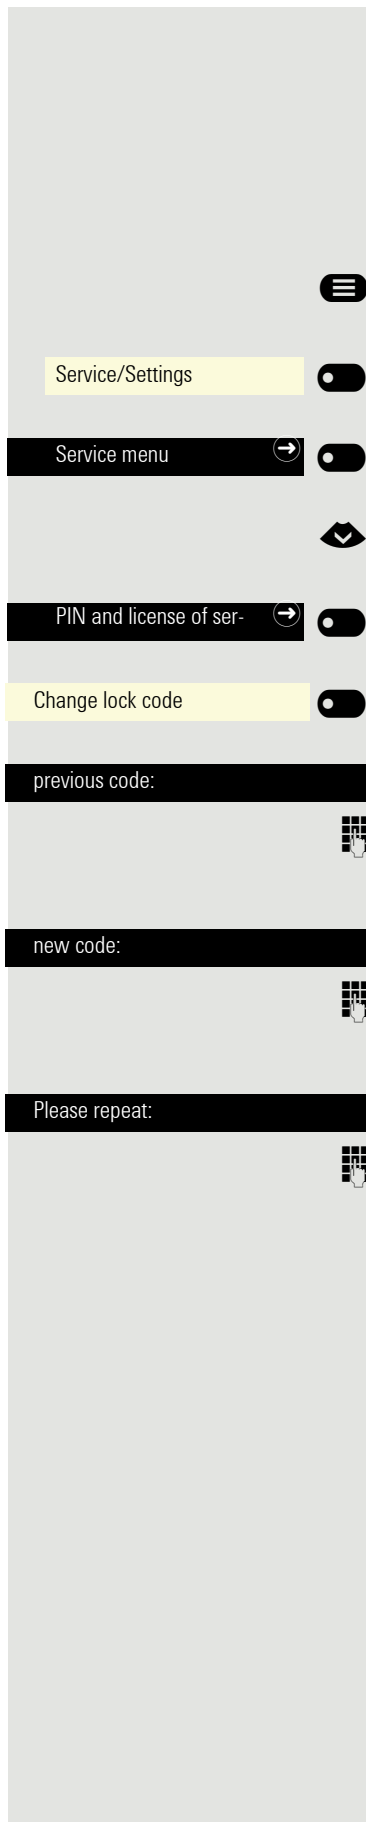 Service/Settings
Service menu
PIN and license of ser-
Change lock code
previous code:
new code:
Please repeat: